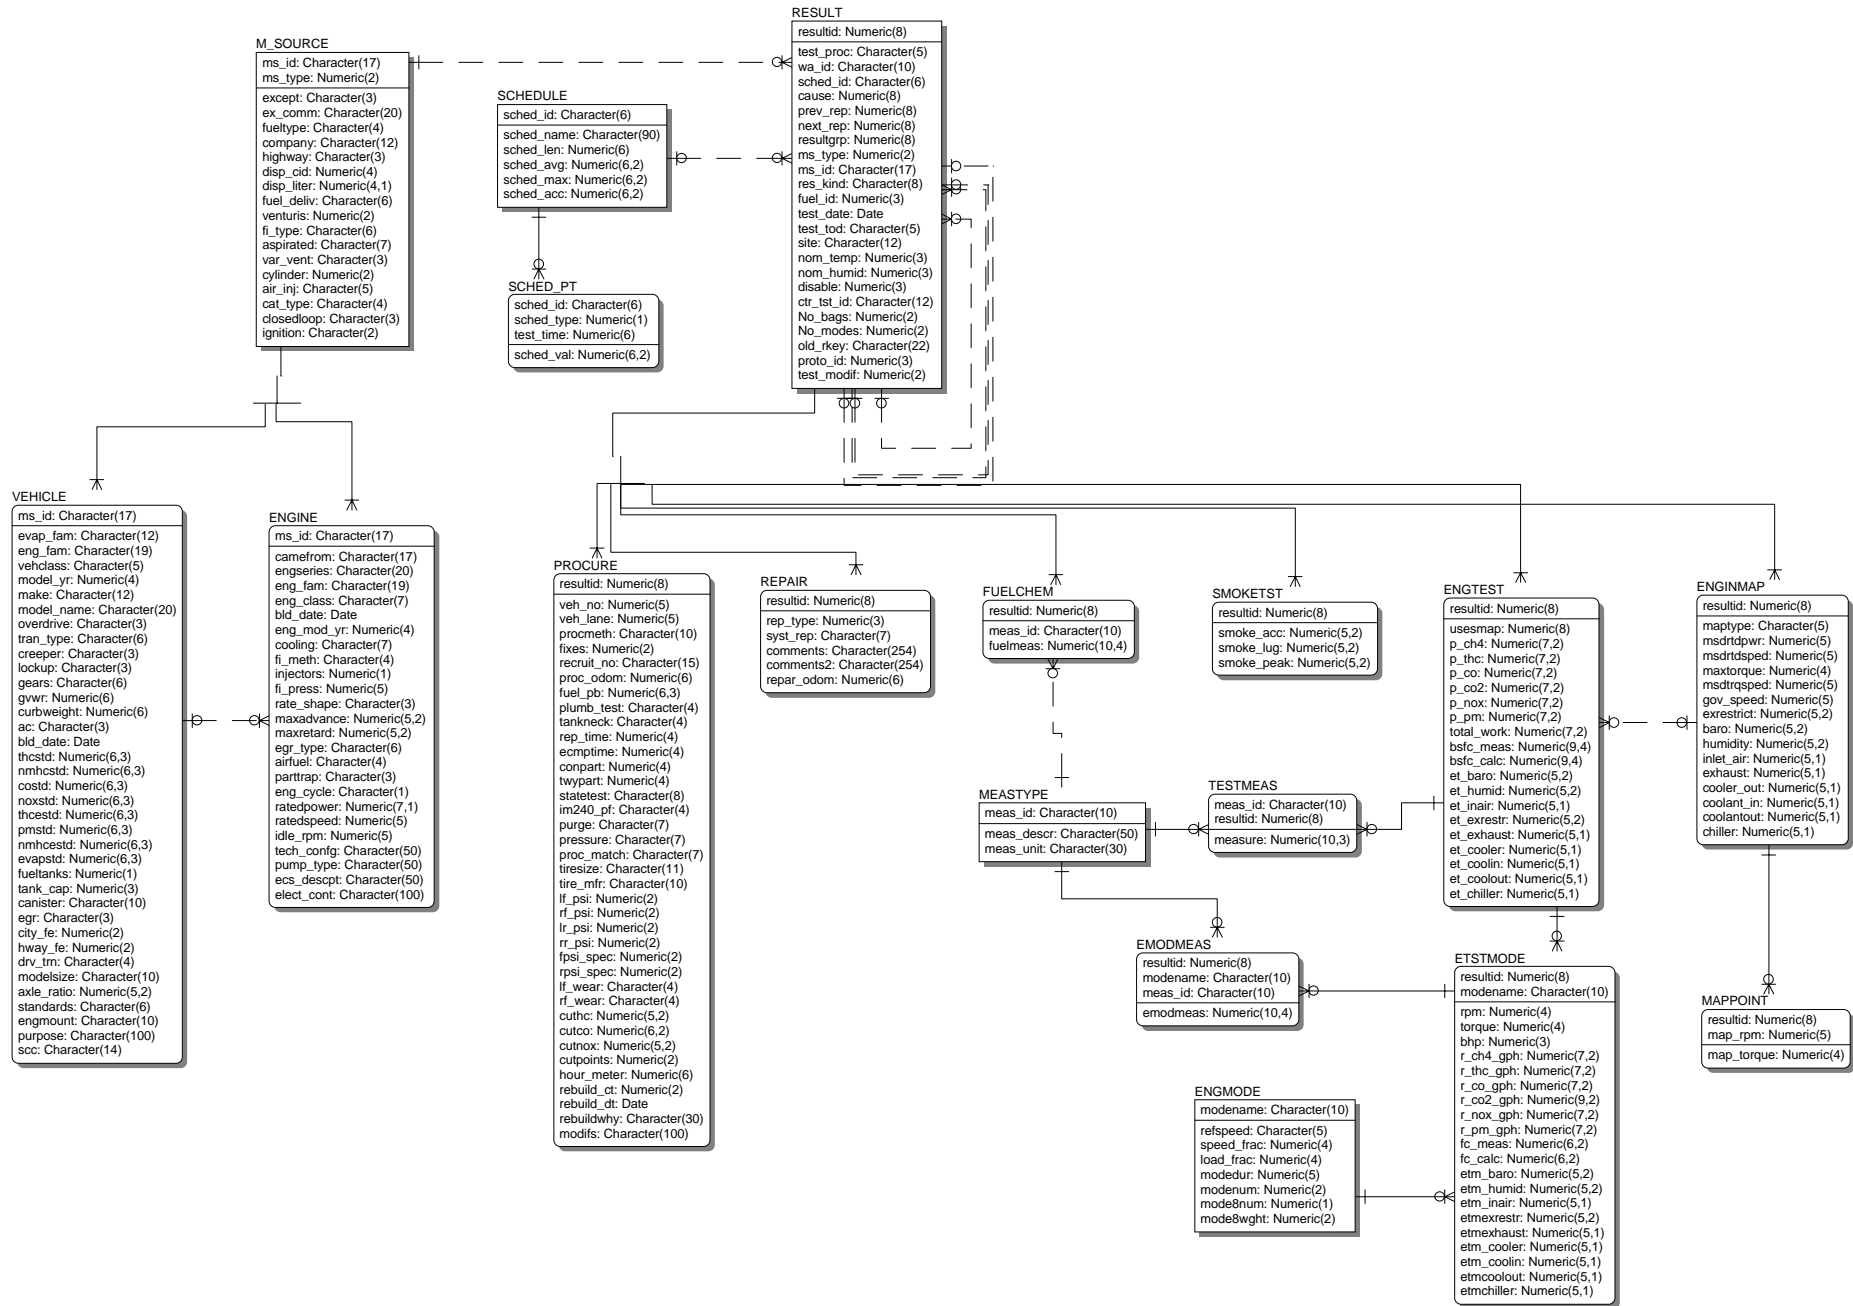 M_SOURCE
ms_id: Character(17)
ms_type: Numeric(2)
except: Character(3)
ex_comm: Character(20)
fueltype: Character(4)
company: Character(12)
highway: Character(3)
disp_cid: Numeric(4)
disp_liter: Numeric(4,1)
fuel_deliv: Character(6)
venturis: Numeric(2)
fi_type: Character(6)
aspirated: Character(7)
var_vent: Character(3)
cylinder: Numeric(2)
air_inj: Character(5)
cat_type: Character(4)
closedloop: Character(3)
ignition: Character(2)
SCHEDULE
sched_id: Character(6)
sched_name: Character(90)
sched_len: Numeric(6)
sched_avg: Numeric(6,2)
sched_max: Numeric(6,2)
sched_acc: Numeric(6,2)
SCHED_PT
sched_id: Character(6)
sched_type: Numeric(1)
test_time: Numeric(6)
sched_val: Numeric(6,2)
RESULT
resultid: Numeric(8)
test_proc: Character(5)
wa_id: Character(10)
sched_id: Character(6)
cause: Numeric(8)
prev_rep: Numeric(8)
next_rep: Numeric(8)
resultgrp: Numeric(8)
ms_type: Numeric(2)
ms_id: Character(17)
res_kind: Character(8)
fuel_id: Numeric(3)
test_date: Date
test_tod: Character(5)
site: Character(12)
nom_temp: Numeric(3)
nom_humid: Numeric(3)
disable: Numeric(3)
ctr_tst_id: Character(12)
No_bags: Numeric(2)
No_modes: Numeric(2)
old_rkey: Character(22)
proto_id: Numeric(3)
test_modif: Numeric(2)
VEHICLE
ms_id: Character(17)
evap_fam: Character(12)
eng_fam: Character(19)
vehclass: Character(5)
model_yr: Numeric(4)
make: Character(12)
model_name: Character(20)
overdrive: Character(3)
tran_type: Character(6)
creeper: Character(3)
lockup: Character(3)
gears: Character(6)
gvwr: Numeric(6)
curbweight: Numeric(6)
ac: Character(3)
bld_date: Date
thcstd: Numeric(6,3)
nmhcstd: Numeric(6,3)
costd: Numeric(6,3)
noxstd: Numeric(6,3)
thcestd: Numeric(6,3)
pmstd: Numeric(6,3)
nmhcestd: Numeric(6,3)
evapstd: Numeric(6,3)
fueltanks: Numeric(1)
tank_cap: Numeric(3)
canister: Numeric(10)
egr: Character(3)
city_fe: Numeric(2)
hway_fe: Numeric(2)
drv_trn: Character(4)
modelsize: Character(10)
axle_ratio: Numeric(5,2)
standards: Character(6)
engmount: Character(10)
purpose: Character(100)
scc: Character(14)
ENGINE
ms_id: Character(17)
camefrom: Character(17)
engseries: Character(20)
eng_fam: Character(19)
eng_class: Character(7)
bld_date: Date
eng_mod_yr: Numeric(4)
cooling: Character(7)
fi_meth: Character(4)
injectors: Numeric(1)
fi_press: Numeric(5)
rate_shape: Character(3)
maxadvance: Numeric(5,2)
maxretard: Numeric(5,2)
egr_type: Character(6)
airfuel: Character(4)
parttrap: Character(3)
eng_cycle: Character(1)
ratedpower: Numeric(7,1)
ratedspeed: Numeric(5)
idle_rpm: Numeric(5)
tech_confg: Character(50)
pump_type: Character(50)
ecs_descpt: Character(50)
elect_cont: Character(100)
PROCURE
resultid: Numeric(8)
veh_no: Numeric(5)
veh_lane: Numeric(5)
procmeth: Character(10)
fixes: Numeric(2)
recruit_no: Character(15)
proc_odom: Numeric(6)
fuel_pb: Numeric(6,3)
plumb_test: Character(4)
tankneck: Character(4)
rep_time: Numeric(4)
ecmptime: Numeric(4)
conpart: Numeric(4)
twypart: Numeric(4)
statetest: Numeric(8)
im240_pf: Character(4)
purge: Character(7)
pressure: Character(7)
proc_match: Character(7)
tiresize: Character(11)
tire_mfr: Character(10)
lf_psi: Numeric(2)
rf_psi: Numeric(2)
lr_psi: Numeric(2)
rr_psi: Numeric(2)
fpsi_spec: Numeric(2)
rpsi_spec: Numeric(2)
lf_wear: Character(4)
rf_wear: Character(4)
cuthc: Numeric(5,2)
cutco: Numeric(6,2)
cutnox: Numeric(5,2)
cutpoints: Numeric(2)
hour_meter: Numeric(6)
rebuild_ct: Numeric(2)
rebuild_dt: Date
rebuildwhy: Character(30)
modifs: Character(100)
REPAIR
resultid: Numeric(8)
rep_type: Numeric(3)
syst_rep: Character(7)
comments: Character(254)
comments2: Character(254)
repar_odom: Numeric(6)
FUELCHEM
resultid: Numeric(8)
meas_id: Character(10)
fuelmeas: Numeric(10,4)
SMOKETST
resultid: Numeric(8)
smoke_acc: Numeric(5,2)
smoke_lug: Numeric(5,2)
smoke_peak: Numeric(5,2)
ENGTEST
resultid: Numeric(8)
usesmap: Numeric(8)
p_ch4: Numeric(7,2)
p_thc: Numeric(7,2)
p_co: Numeric(7,2)
p_co2: Numeric(7,2)
p_nox: Numeric(7,2)
p_pm: Numeric(7,2)
total_work: Numeric(7,2)
bsfc_meas: Numeric(9,4)
bsfc_calc: Numeric(9,4)
et_baro: Numeric(5,2)
et_humid: Numeric(5,2)
et_inair: Numeric(5,1)
et_exrestr: Numeric(5,2)
et_exhaust: Numeric(5,1)
et_cooler: Numeric(5,1)
et_coolin: Numeric(5,1)
et_coolout: Numeric(5,1)
et_chiller: Numeric(5,1)
ENGINMAP
resultid: Numeric(8)
maptype: Character(5)
msdrtdpwr: Numeric(5)
msdrtdsped: Numeric(5)
maxtorque: Numeric(4)
msdtrqsped: Numeric(5)
gov_speed: Numeric(5)
exrestrict: Numeric(5,2)
baro: Numeric(5,2)
humidity: Numeric(5,2)
inlet_air: Numeric(5,1)
exhaust: Numeric(5,1)
cooler_out: Numeric(5,1)
coolant_in: Numeric(5,1)
coolantout: Numeric(5,1)
chiller: Numeric(5,1)
MEASTYPE
meas_id: Character(10)
meas_descr: Character(50)
meas_unit: Character(30)
TESTMEAS
meas_id: Character(10)
resultid: Numeric(8)
measure: Numeric(10,3)
EMODMEAS
resultid: Numeric(8)
modename: Character(10)
meas_id: Character(10)
emodmeas: Numeric(10,4)
ETSTMODE
resultid: Numeric(8)
modename: Character(10)
rpm: Numeric(4)
torque: Numeric(4)
bhp: Numeric(3)
r_ch4_gph: Numeric(7,2)
r_thc_gph: Numeric(7,2)
r_co_gph: Numeric(7,2)
r_co2_gph: Numeric(9,2)
r_nox_gph: Numeric(7,2)
r_pm_gph: Numeric(7,2)
fc_meas: Numeric(6,2)
fc_calc: Numeric(6,2)
etm_baro: Numeric(5,2)
etm_humid: Numeric(5,2)
etm_inair: Numeric(5,1)
etmexrestr: Numeric(5,2)
etmexhaust: Numeric(5,1)
etm_cooler: Numeric(5,1)
etm_coolin: Numeric(5,1)
etmcoolout: Numeric(5,1)
etmchiller: Numeric(5,1)
MAPPOINT
resultid: Numeric(8)
map_rpm: Numeric(5)
map_torque: Numeric(4)
ENGMODE
modename: Character(10)
refspeed: Character(5)
speed_frac: Numeric(4)
load_frac: Numeric(4)
modedur: Numeric(5)
modenum: Numeric(2)
mode8num: Numeric(1)
mode8wght: Numeric(2)